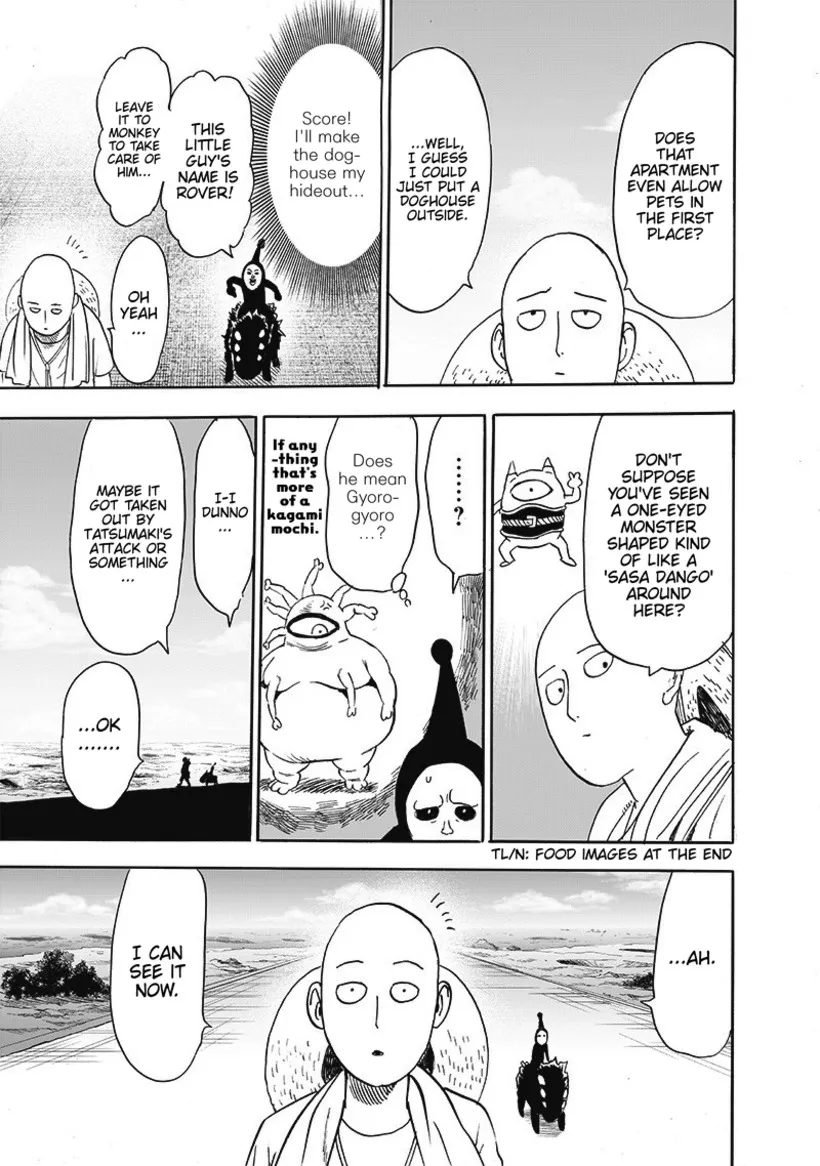 DOES
THAT
APARTMENT
EVEN ALLOW
PETS IN
THE FIRST
PLACE?
...WELL,
I GUESS
I COULD
JUST PUT A
DOGHOUSE
OUTSIDE.
Score!
I'll make
the dog-
house my
hideout...
THIS
LITTLE
GUY'S
NAME IS
ROVER!
LEAVE
IT TO
MONKEY
TO TAKE
CARE OF
HIM...
OH
YEAH
...
DON'T
SUPPOSE
YOU'VE SEEN
A ONE-EYED
MONSTER
SHAPED KIND
OF LIKE A
'SASA DANGO'
AROUND
HERE?
......
?
Does
he mean
Gyoro-
gyoro
...?
If any
-thing
that's
more
of a
kagami
mochi.
I-I
DUNNO
...
MAYBE IT
GOT TAKEN
OUT BY
TATSUMAKI'S
ATTACK OR
SOMETHING
...
...OK
.......
TL/N: FOOD IMAGES AT THE END
...AH.
I CAN
SEE IT
NOW.